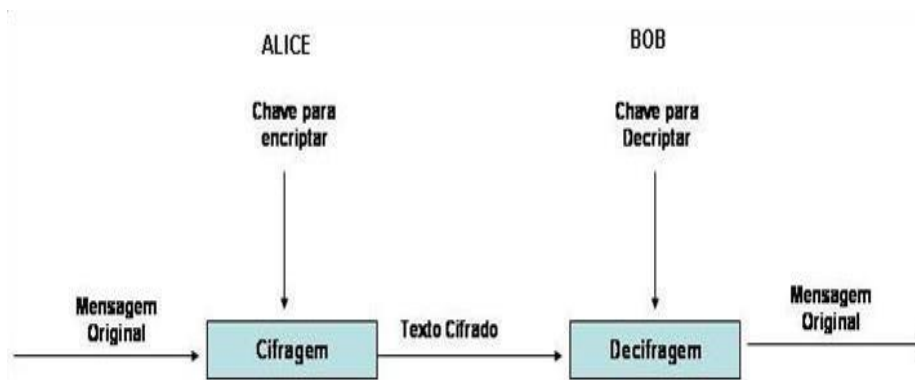 ALICE
BOB
Chave para
encriptar
Chave para
Decriptar
Mensagem
Original
Cifragem
Texto Cifrado
Decifragem
Mensagem
Original